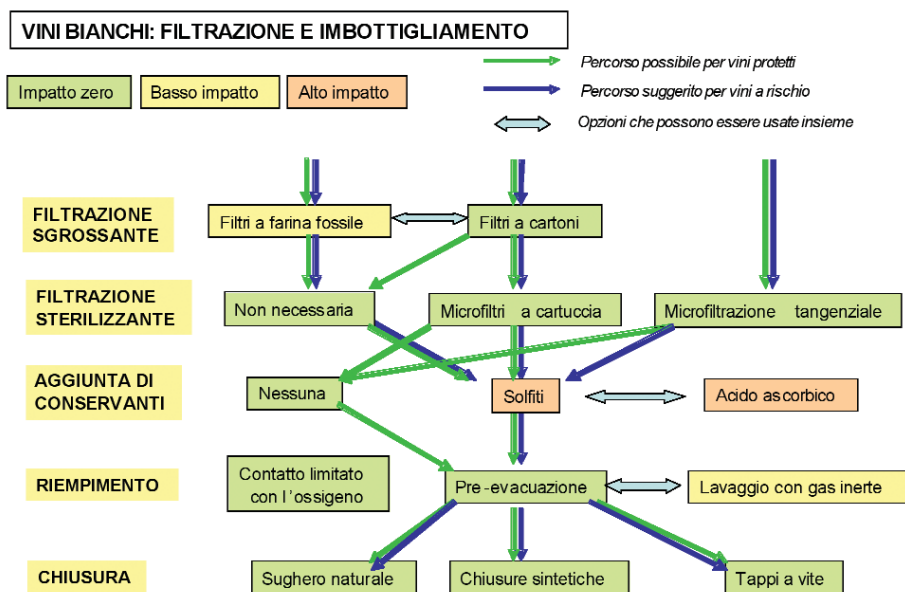 VINI BIANCHI: FILTRAZIONE E IMBOTTIGLIAMENTO
Impatto zero
Basso impatto
Alto impatto
Percorso possibile per vini protetti
Percorso suggerito per vini a rischio
Opzioni che possono essere usate insieme
FILTRAZIONE
SGROSSANTE
Filtri a farina fossile
Filtri a cartoni
FILTRAZIONE
STERILIZZANTE
Non necessaria
Microfiltri a cartuccia
Microfiltrazione tangenziale
AGGIUNTA DI
CONSERVANTI
Nessuna
Solfiti
Acido ascorbico
RIEMPIMENTO
Contatto limitato
con l'ossigeno
Pre-evacuazione
Lavaggio con gas inerte
CHIUSURA
Sughero naturale
Chiusure sintetiche
Tappi a vite